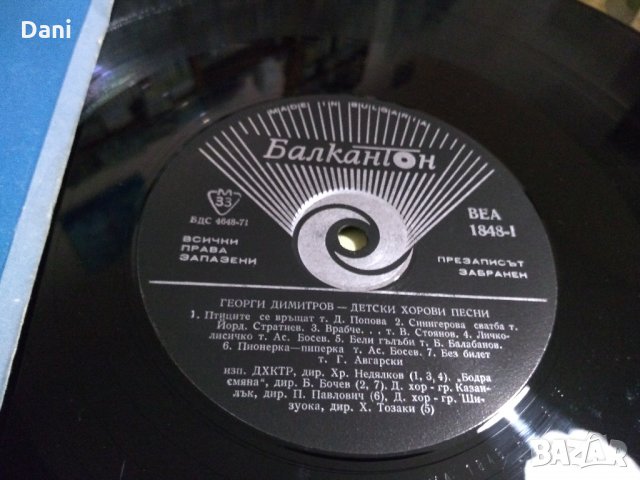 Dani
MADE IN BULGARIA
Балкантон
М
33
БДС 4648-71
ВЕА
1848-I
ВСИЧКИ
ПРАВА
ЗАПАЗЕНИ
ПРЕЗАПИСЪТ
ЗАБРАНЕН
ГЕОРГИ ДИМИТРОВ — ДЕТСКИ ХОРОВИ ПЕСНИ
1. Птиците се връщат т. Д. Попова 2. Синигерова сватба т.
Йорд. Стратиев. 3. Врабче. . . т. В. Стоянов. 4. Личко-
лисичко т. Ас. Босев. 5. Бели гълъби т. Б. Балабанов.
6. Пионерка—пиперка т. Ас. Босев. 7. Без билет
т. Г. Авгарски
изп. ДХКТР, дир. Хр. Недялков (1, 3, 4). „Бодра
смяна“, дир. Б. Бочев (2, 7). Д. хор - гр. Казан-
лък, дир. П. Павлович (6), Д. хор - гр. Ши-
зуока, дир. Х. Тозаки (5)
BAZAR